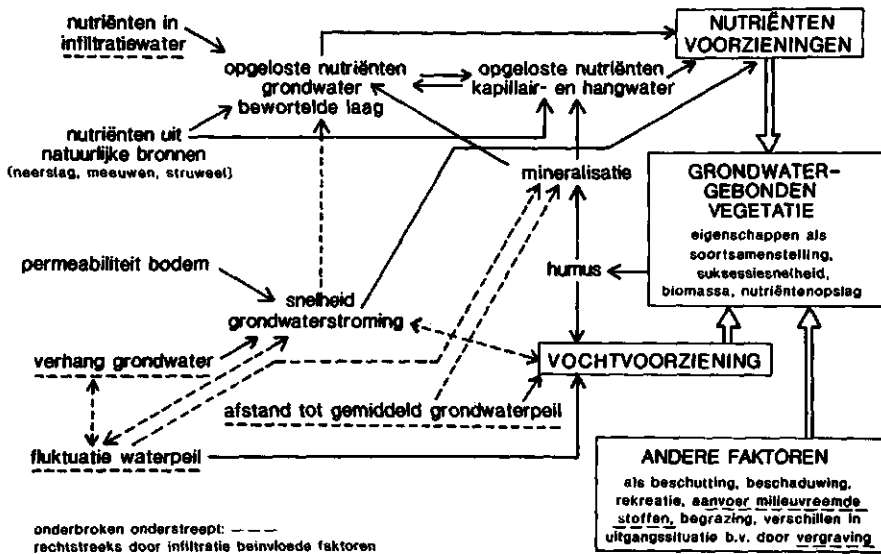 nutriënten in
infiltratiewater
NUTRIËNTEN
VOORZIENINGEN
opgeloste nutriënten
grondwater
bewortelde laag
opgeloste nutriënten
kapillair- en hangwater
nutriënten uit
natuurlijke bronnen
(neerslag, meeuwen, struweel)
mineralisatie
GRONDWATER-
GEBONDEN
VEGETATIE
eigenschappen als
soortsamenstelling,
suksessiesnelheid,
biomassa, nutriëntenopslag
permeabiliteit bodem
humus
snelheid
grondwaterstroming
verhang grondwater
VOCHTVOORZIENING
afstand tot gemiddeld grondwaterpeil
fluktuatie waterpeil
ANDERE FAKTOREN
als beschutting, beschaduwing,
rekreatie, aanvoer milieuvreemde
stoffen, begrazing, verschillen in
uitgangssituatie b.v. door vergraving
onderbroken onderstreept: ----
rechtstreeks door infiltratie beinvloede faktoren